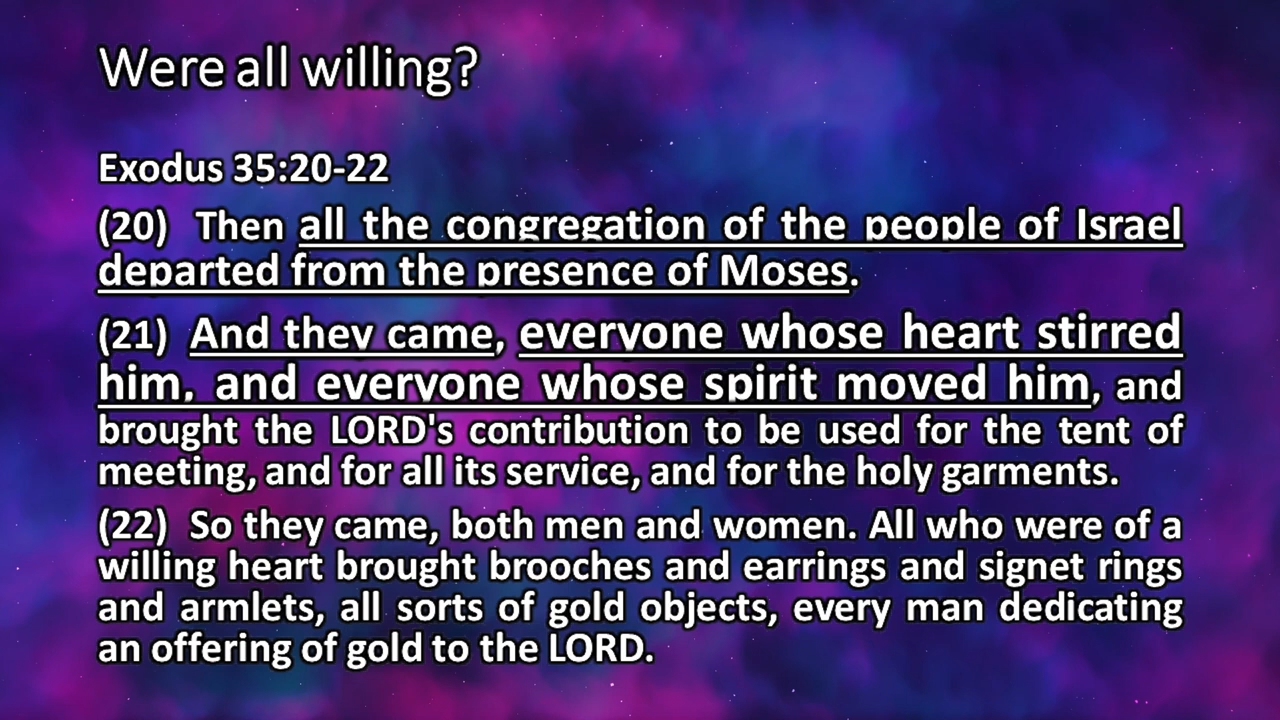 Were all willing?
Exodus 35:20-22
(20)  Then all the congregation of the people of Israel
departed from the presence of Moses.
(21)  And they came, everyone whose heart stirred
him, and everyone whose spirit moved him, and
brought the LORD's contribution to be used for the tent of
meeting, and for all its service, and for the holy garments.
(22)  So they came, both men and women. All who were of a
willing heart brought brooches and earrings and signet rings
and armlets, all sorts of gold objects, every man dedicating
an offering of gold to the LORD.